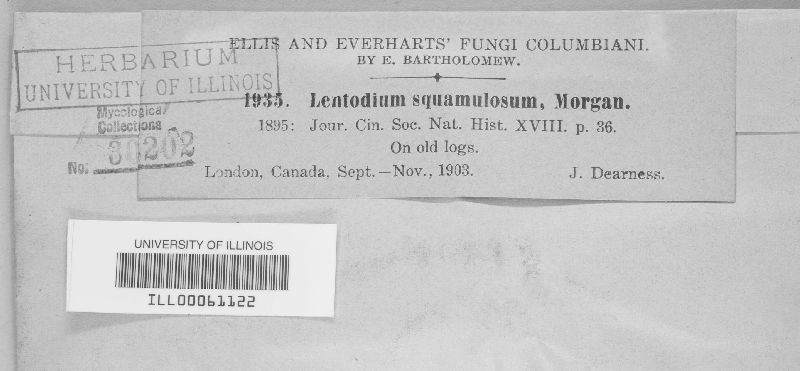 ELLIS AND EVERHARTS' FUNGI COLUMBIANI.
BY E. BARTHOLOMEW.
HERBARIUM
UNIVERSITY OF ILLINOIS
1935. Lentodium squamulosum, Morgan.
Mycological
Collections
1895: Jour. Cin. Soc. Nat. Hist. XVIII. p. 36.
On old logs.
No. 30202
London, Canada, Sept.—Nov., 1903. J. Dearness.
UNIVERSITY OF ILLINOIS
ILL00061122